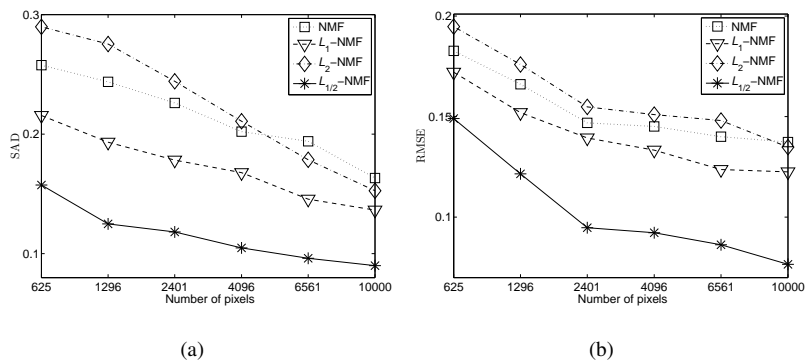 0.3
0.2
0.1
SAD
NMF
L1−NMF
L2−NMF
L1/2−NMF
625 1296 2401 4096 6561 10000
Number of pixels
(a)
0.2
0.15
0.1
RMSE
NMF
L1−NMF
L2−NMF
L1/2−NMF
625 1296 2401 4096 6561 10000
Number of pixels
(b)